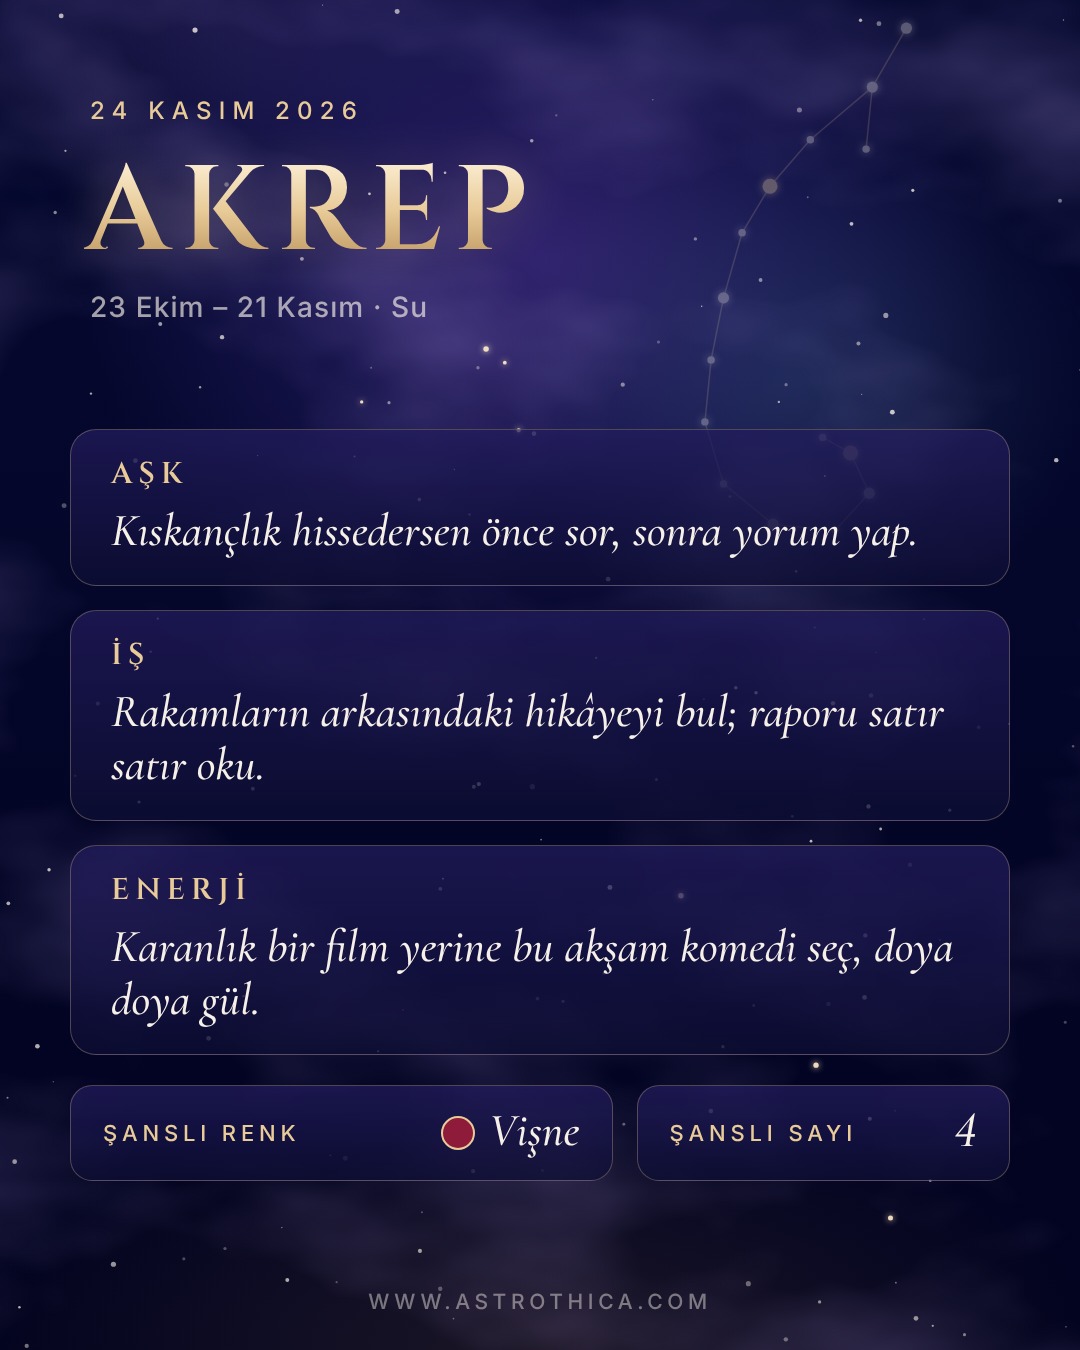 24 KASIM 2026
AKREP
23 Ekim – 21 Kasım · Su
AŞK
Kıskançlık hissedersen önce sor, sonra yorum yap.
İŞ
Rakamların arkasındaki hikâyeyi bul; raporu satır
satır oku.
ENERJİ
Karanlık bir film yerine bu akşam komedi seç, doya
doya gül.
ŞANSLI RENK
Vişne
ŞANSLI SAYI
4
WWW.ASTROTHICA.COM